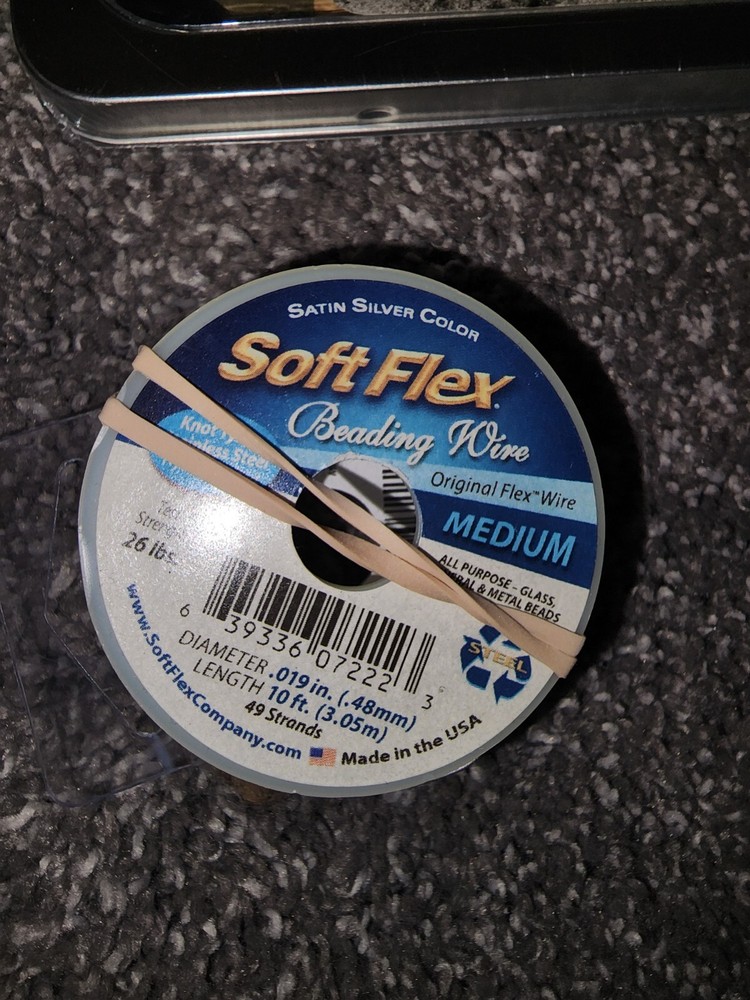 SATIN SILVER COLOR
Soft Flex®
Beading Wire
Original Flex™ Wire
MEDIUM
Steel
Strength
26 lbs.
ALL PURPOSE - GLASS,
& METAL BEADS
STEEL
6 39336 07222 3
DIAMETER .019 in. (.48mm)
LENGTH 10 ft. (3.05m)
49 Strands
www.SoftFlexCompany.com
Made in the USA